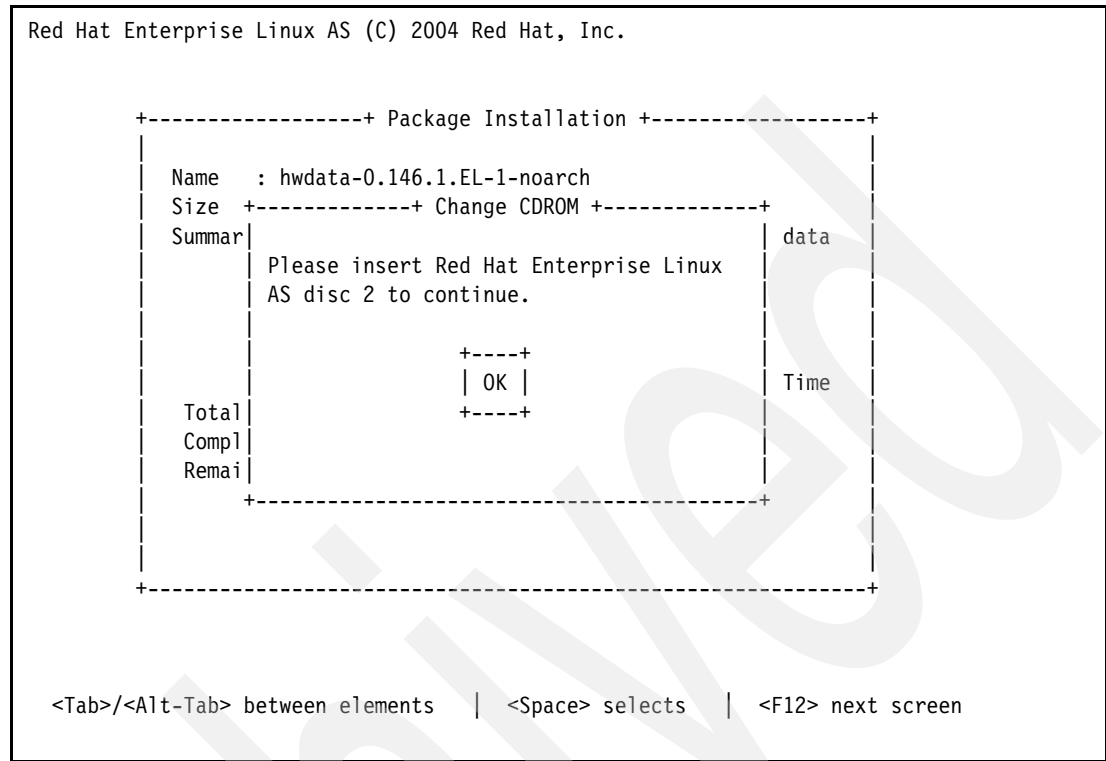 Red Hat Enterprise Linux AS (C) 2004 Red Hat, Inc.
+------------------+ Package Installation +------------------+
Name : hwdata-0.146.1.EL-1-noarch
Size +-------------+ Change CDROM +-------------+
Summar| | data
Please insert Red Hat Enterprise Linux
AS disc 2 to continue.
+----+
| OK | | Time
Total| +----+
Compl|
Remai|
<Tab>/<Alt-Tab> between elements | <Space> selects | <F12> next screen
hived